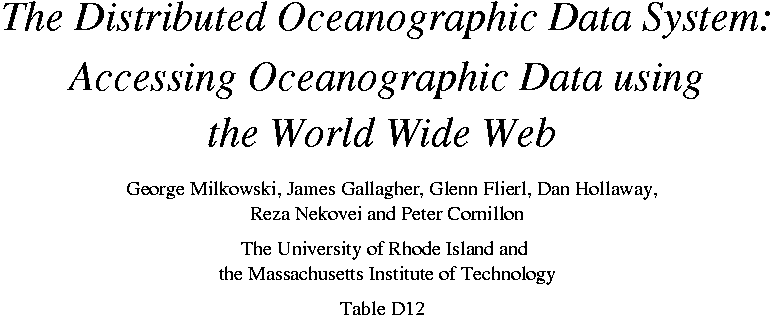 The Distributed Oceanographic Data System:
Accessing Oceanographic Data using
the World Wide Web
George Milkowski, James Gallagher, Glenn Flierl, Dan Hollaway,
Reza Nekovei and Peter Cornillon
The University of Rhode Island and
the Massachusetts Institute of Technology
Table D12